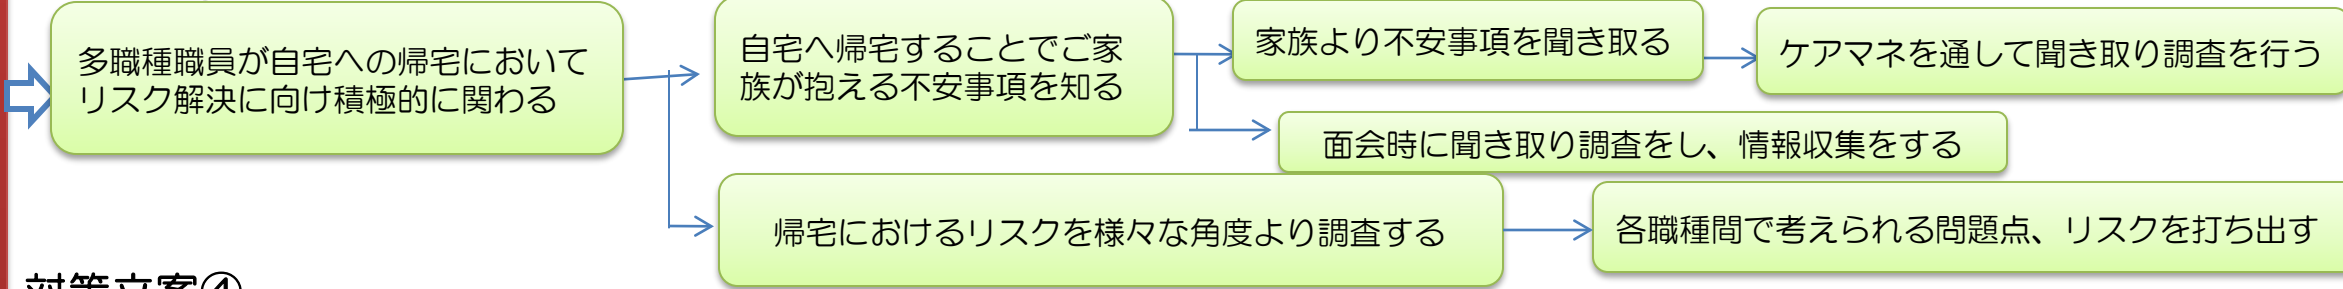 多職種職員が自宅への帰宅において
リスク解決に向け積極的に関わる
自宅へ帰宅することでご家
族が抱える不安事項を知る
家族より不安事項を聞き取る
ケアマネを通して聞き取り調査を行う
面会時に聞き取り調査をし、情報収集をする
帰宅におけるリスクを様々な角度より調査する
各職種間で考えられる問題点、リスクを打ち出す
対策立案④